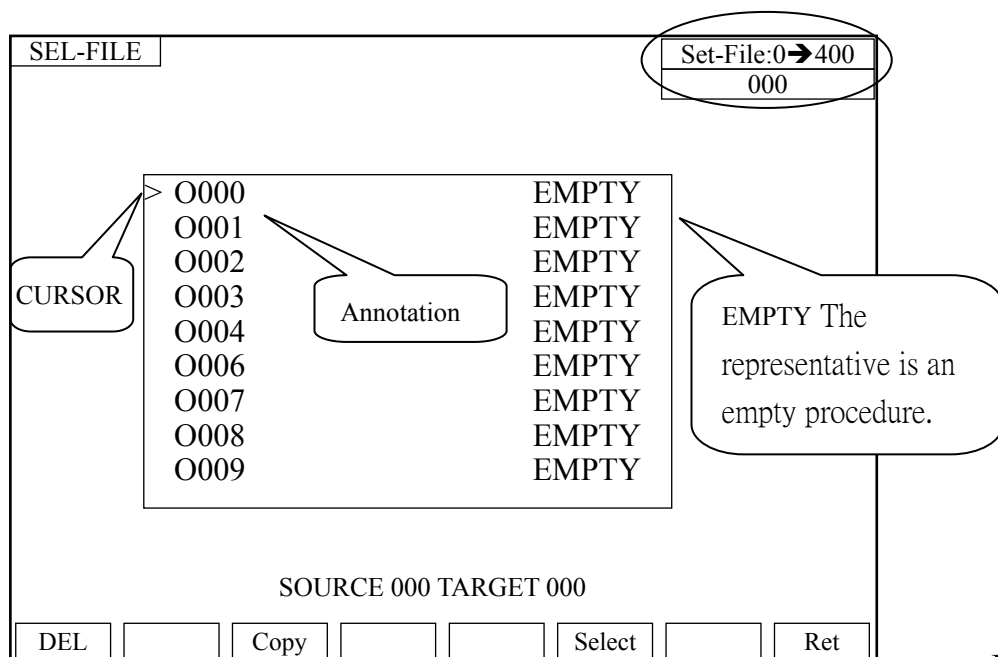 SEL-FILE
Set-File:0➔400
000
> O000 EMPTY
O001 EMPTY
O002 EMPTY
O003 EMPTY
O004 EMPTY
O006 EMPTY
O007 EMPTY
O008 EMPTY
O009 EMPTY
CURSOR
Annotation
EMPTY The
representative is an
empty procedure.
SOURCE 000 TARGET 000
DEL Copy Select Ret